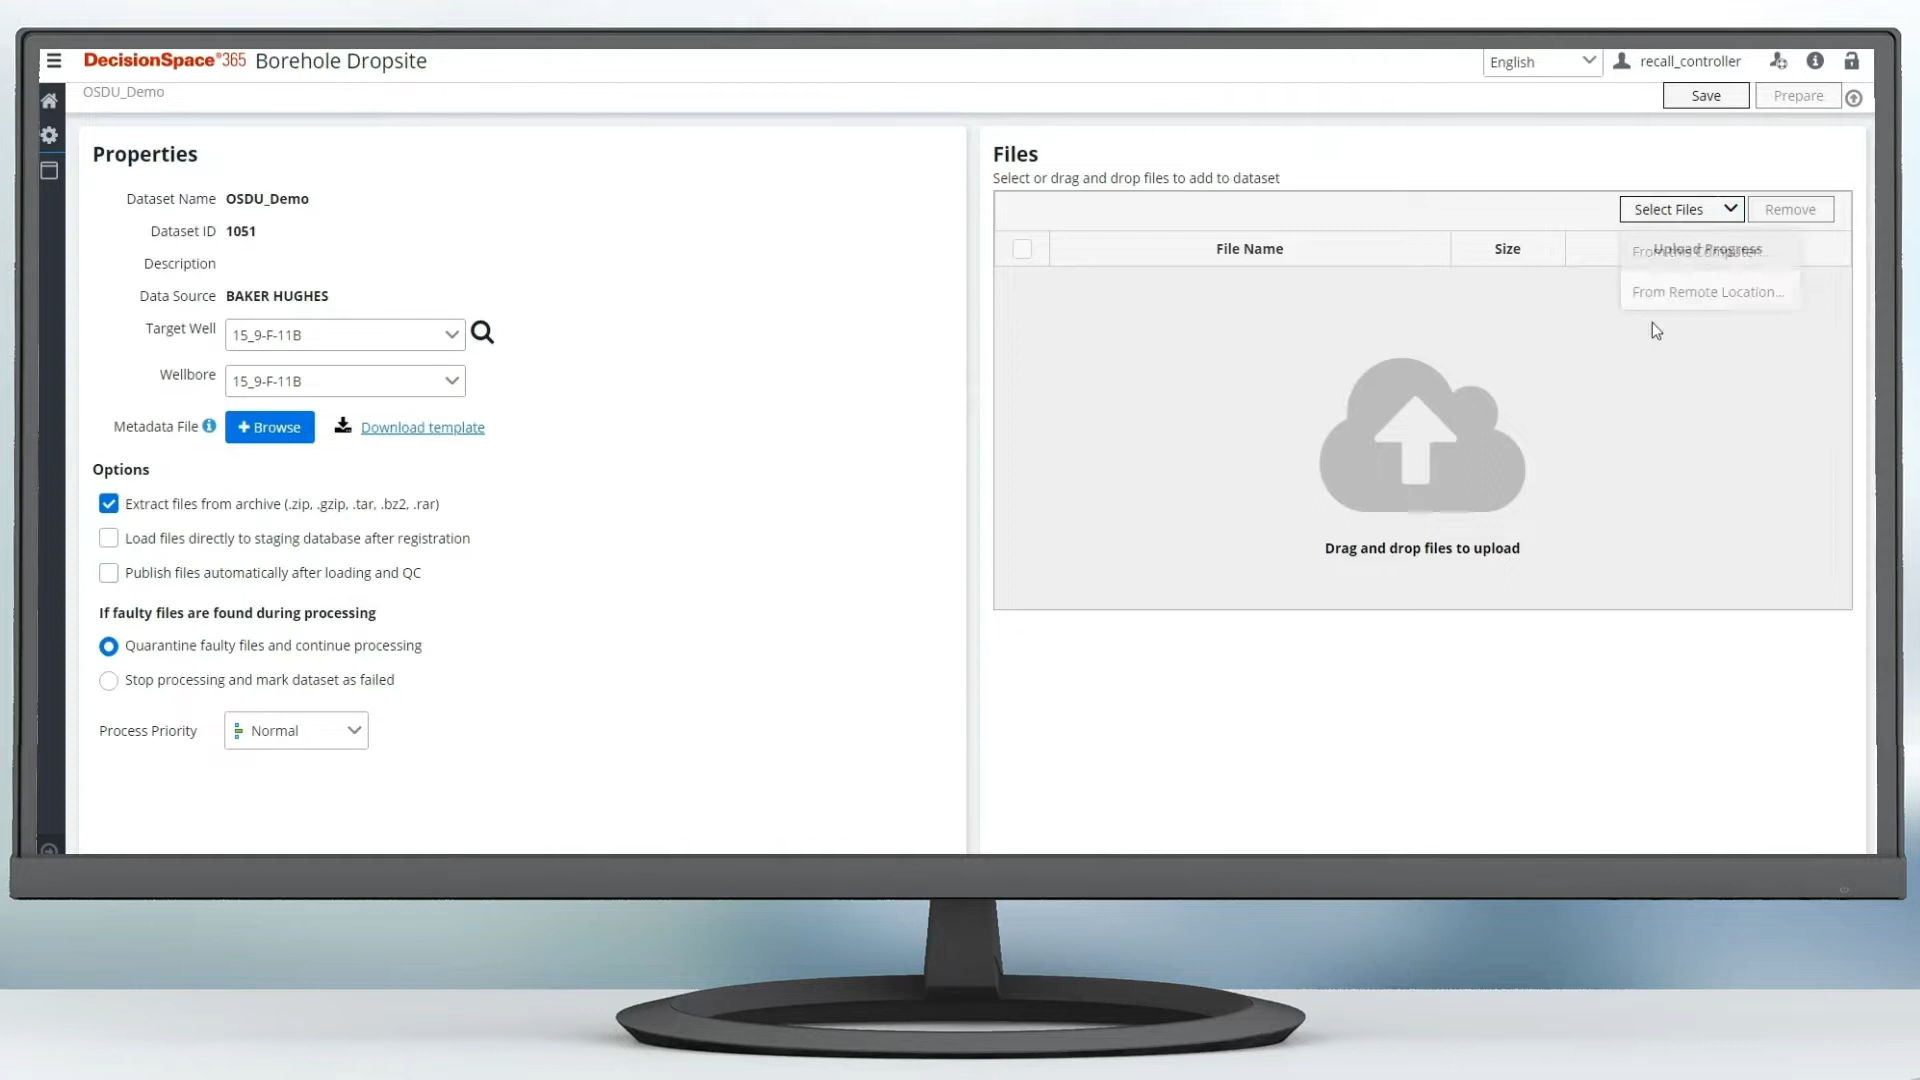 DecisionSpace®365 Borehole Dropsite
English
recall_controller
OSDU_Demo
Save
Prepare
Properties
Dataset Name OSDU_Demo
Dataset ID 1051
Description
Data Source BAKER HUGHES
Target Well 15_9-F-11B
Wellbore 15_9-F-11B
Metadata File + Browse Download template
Options
Extract files from archive (.zip, .gzip, .tar, .bz2, .rar)
Load files directly to staging database after registration
Publish files automatically after loading and QC
If faulty files are found during processing
Quarantine faulty files and continue processing
Stop processing and mark dataset as failed
Process Priority Normal
Files
Select or drag and drop files to add to dataset
Select Files
Remove
File Name
Size
Upload Progress
From this Computer...
From Remote Location...
Drag and drop files to upload